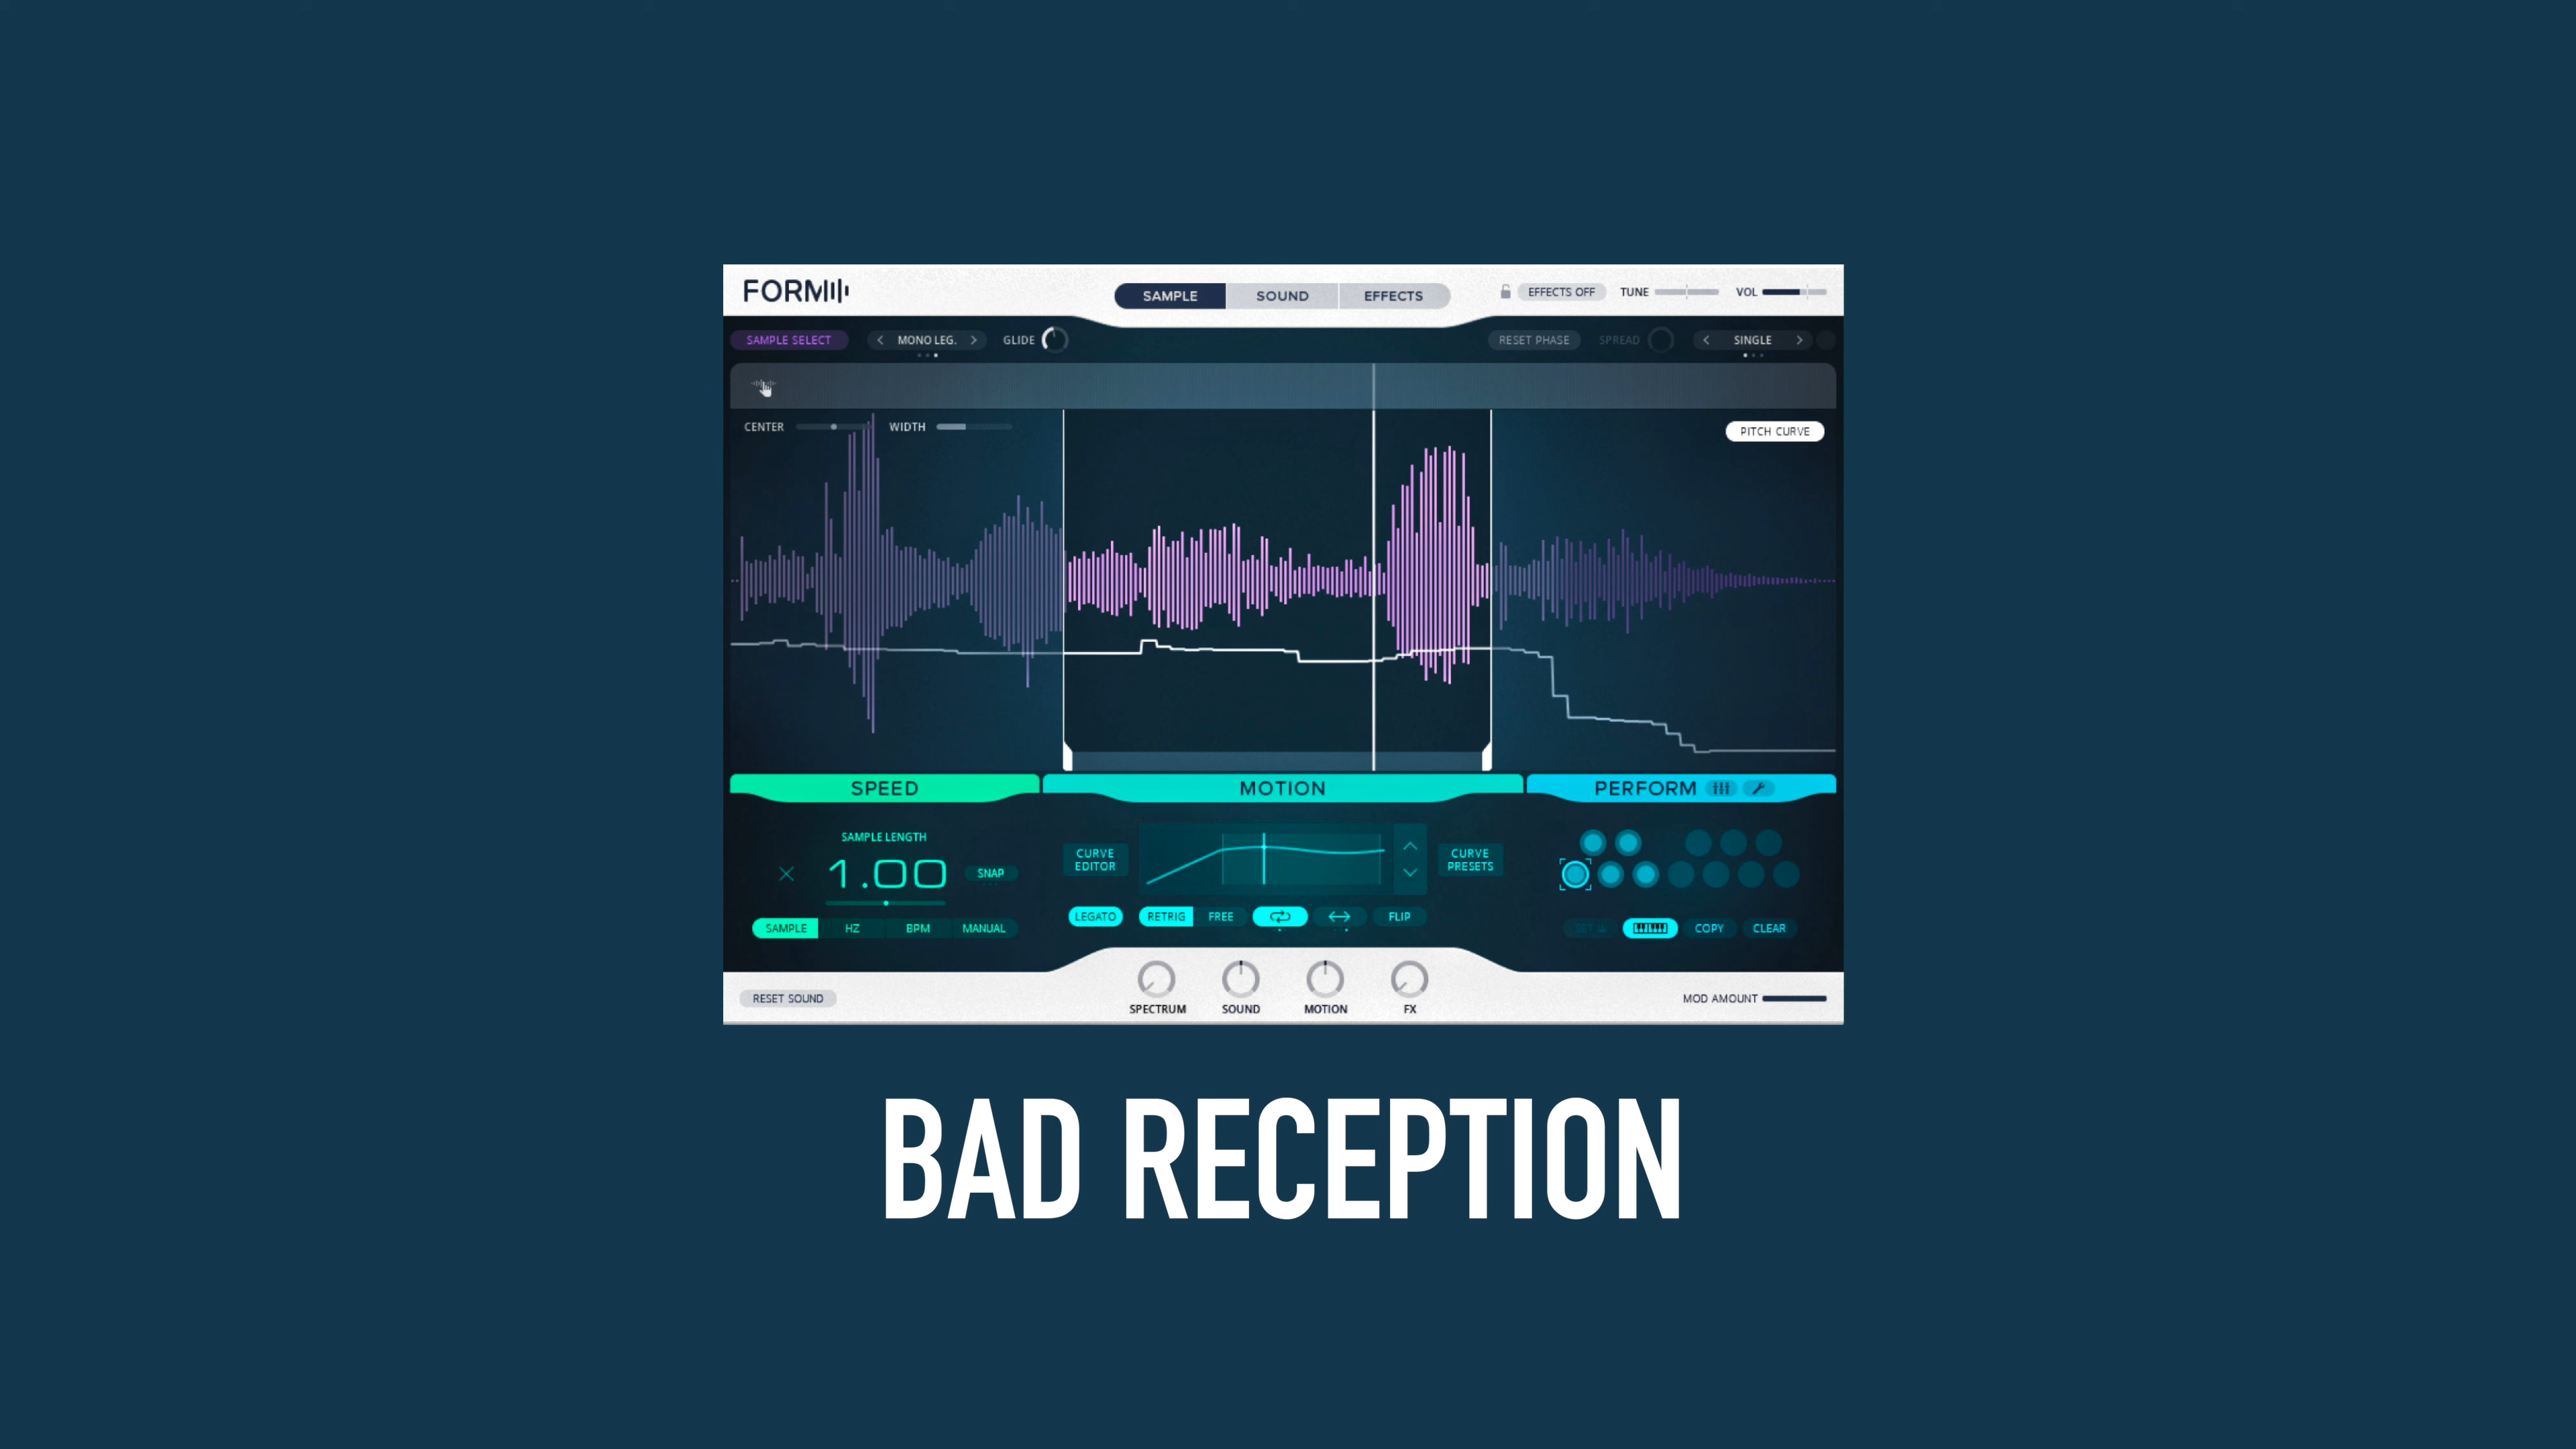 FORM
SAMPLE SOUND EFFECTS
EFFECTS OFF TUNE VOL
SAMPLE SELECT MONO LEG. GLIDE RESET PHASE SPREAD SINGLE
CENTER WIDTH
PITCH CURVE
SPEED MOTION PERFORM
SAMPLE LENGTH
1.00
SNAP
SAMPLE HZ BPM MANUAL
CURVE EDITOR
CURVE PRESETS
LEGATO RETRIG FREE FLIP
COPY CLEAR
RESET SOUND
SPECTRUM SOUND MOTION FX
MOD AMOUNT
BAD RECEPTION